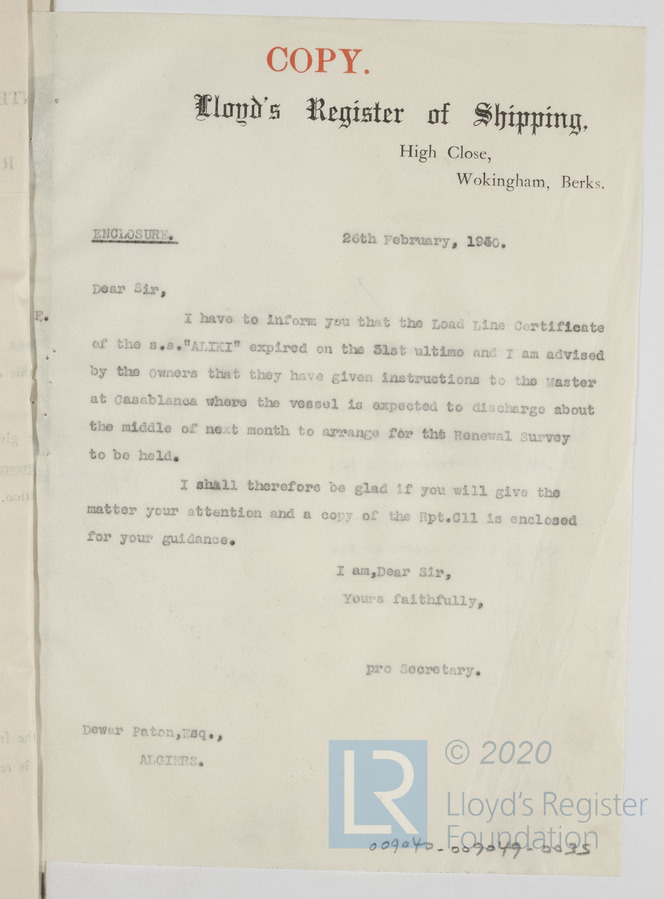 COPY.
Lloyd's Register of Shipping,
High Close,
Wokingham, Berks.
ENCLOSURE.
26th February, 1940.
Dear Sir,
I have to inform you that the Load Line Certificate
of the s.s."ALIKI" expired on the 31st ultimo and I am advised
by the Owners that they have given instructions to the Master
at Casablanca where the vessel is expected to discharge about
the middle of next month to arrange for tht Renewal Survey
to be held.
I shall therefore be glad if you will give the
matter your attention and a copy of the Rpt.C11 is enclosed
for your guidance.
I am,Dear Sir,
Yours faithfully,
pro Secretary.
Dewar Paton,Esq.,
ALGIERS.
LR
© 2020
Lloyd's Register
Foundation
009040-009049-0035
E.